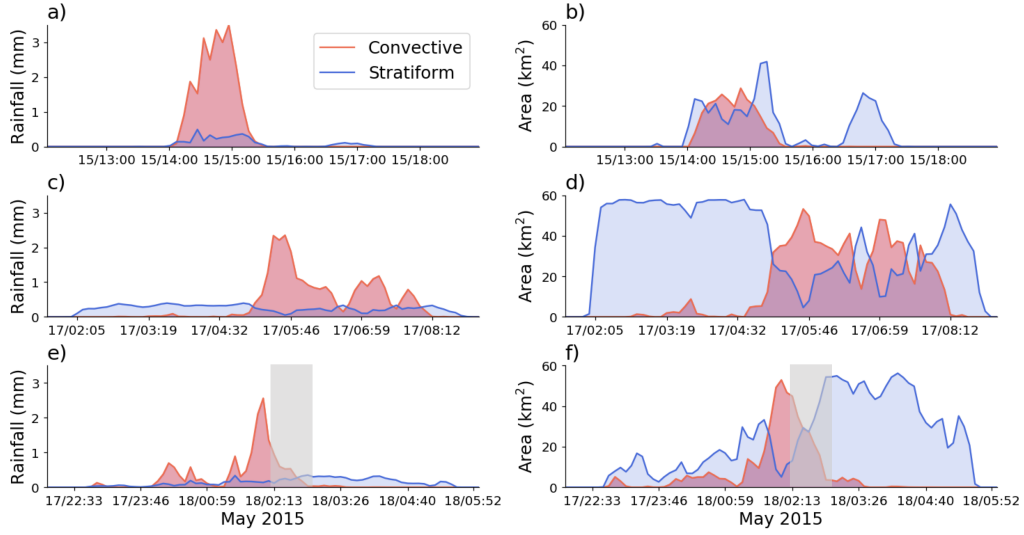 a)
Rainfall (mm)
3
2
1
0
Convective
Stratiform
15/13:00 15/14:00 15/15:00 15/16:00 15/17:00 15/18:00
b)
Area (km²)
60
40
20
0
15/13:00 15/14:00 15/15:00 15/16:00 15/17:00 15/18:00
c)
Rainfall (mm)
3
2
1
0
17/02:05 17/03:19 17/04:32 17/05:46 17/06:59 17/08:12
d)
Area (km²)
60
40
20
0
17/02:05 17/03:19 17/04:32 17/05:46 17/06:59 17/08:12
e)
Rainfall (mm)
3
2
1
0
17/22:33 17/23:46 18/00:59 18/02:13 18/03:26 18/04:40 18/05:52
May 2015
f)
Area (km²)
60
40
20
0
17/22:33 17/23:46 18/00:59 18/02:13 18/03:26 18/04:40 18/05:52
May 2015